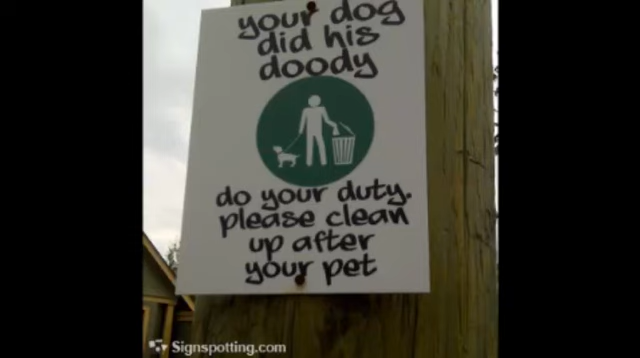 your dog
did his
doody
do your duty.
please clean
up after
your pet
Signspotting.com